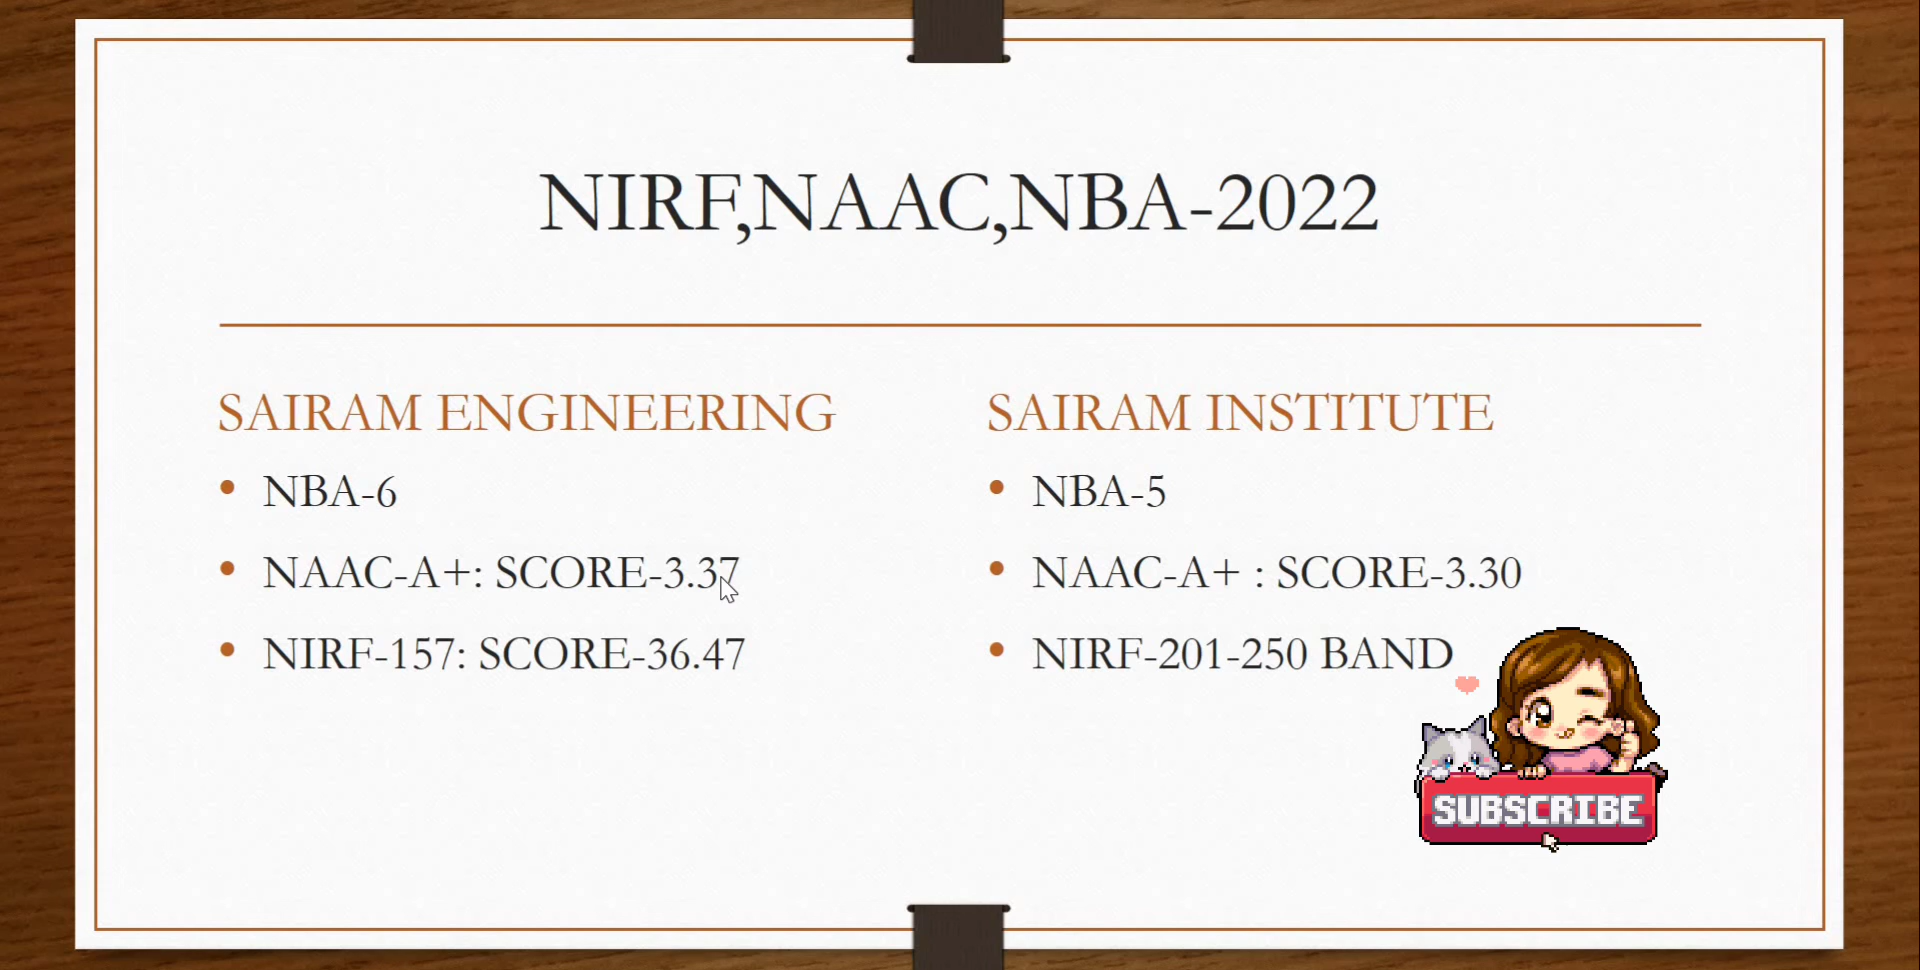 NIRF,NAAC,NBA-2022
SAIRAM ENGINEERING
• NBA-6
• NAAC-A+: SCORE-3.37
• NIRF-157: SCORE-36.47
SAIRAM INSTITUTE
• NBA-5
• NAAC-A+ : SCORE-3.30
• NIRF-201-250 BAND
SUBSCRIBE